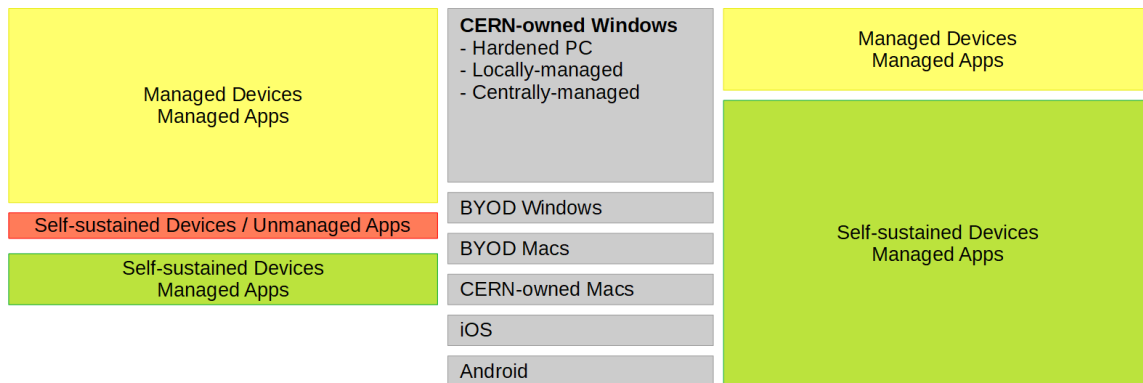 Managed Devices
Managed Apps
Self-sustained Devices / Unmanaged Apps
Self-sustained Devices
Managed Apps
CERN-owned Windows
- Hardened PC
- Locally-managed
- Centrally-managed
BYOD Windows
BYOD Macs
CERN-owned Macs
iOS
Android
Managed Devices
Managed Apps
Self-sustained Devices
Managed Apps